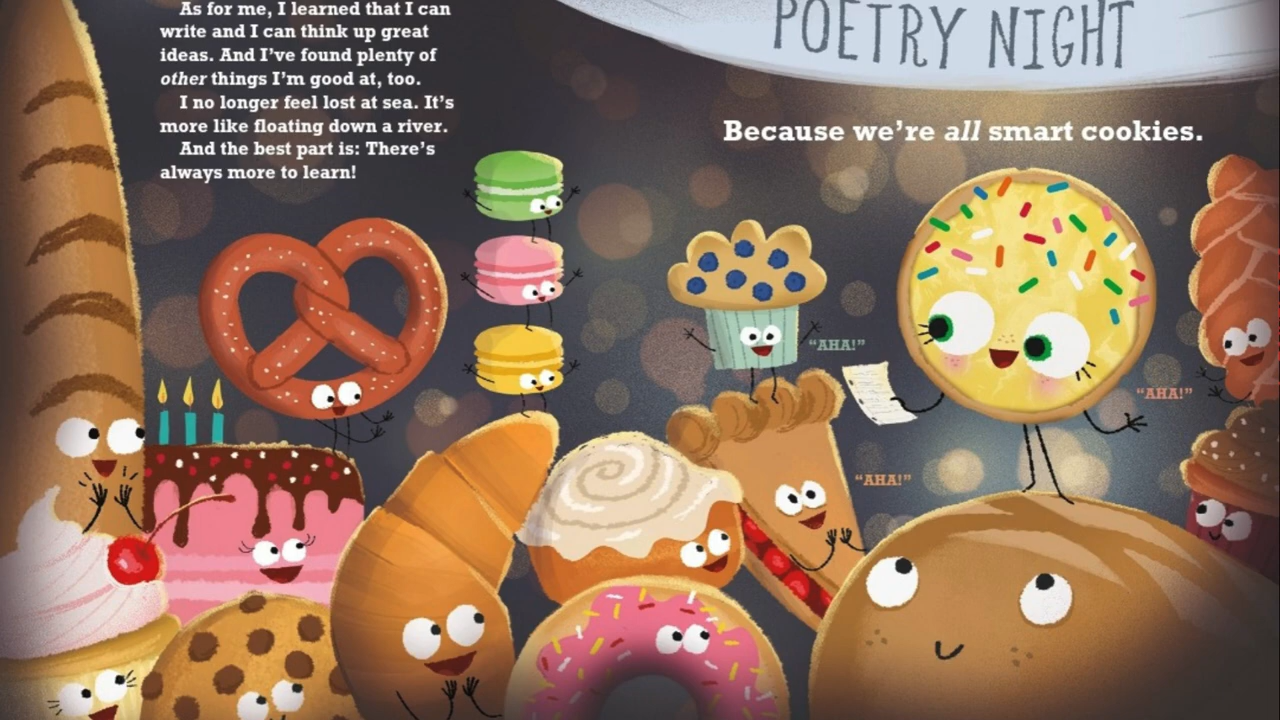 As for me, I learned that I can
write and I can think up great
ideas. And I've found plenty of
other things I'm good at, too.
I no longer feel lost at sea. It's
more like floating down a river.
And the best part is: There's
always more to learn!
POETRY NIGHT
Because we're all smart cookies.
“AHA!”
“AHA!”
“AHA!”